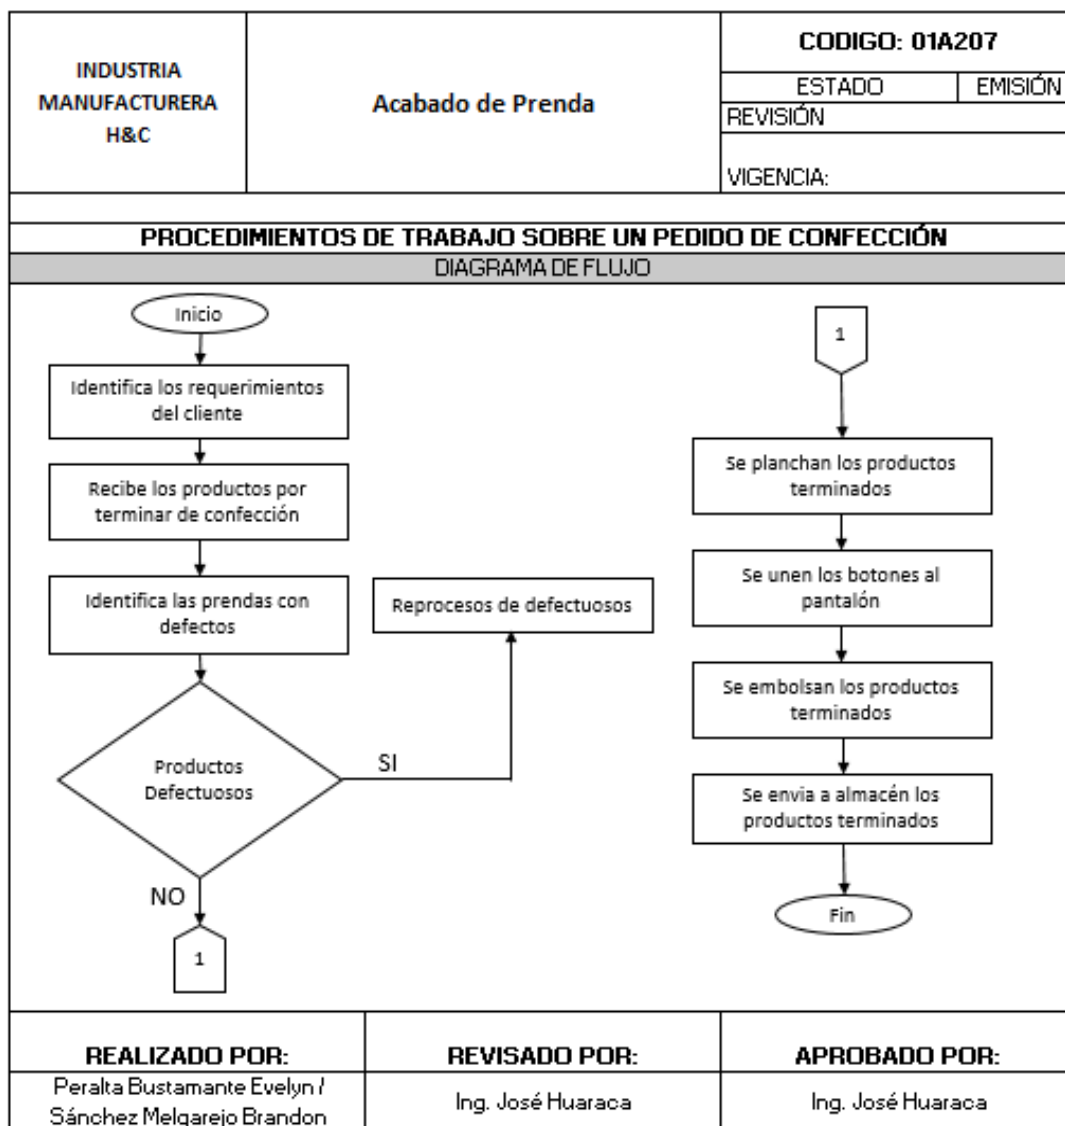 INDUSTRIA
MANUFACTURERA
H&C
Acabado de Prenda
CODIGO: 01A207
ESTADO
EMISIÓN
REVISIÓN
VIGENCIA:
PROCEDIMIENTOS DE TRABAJO SOBRE UN PEDIDO DE CONFECCIÓN
DIAGRAMA DE FLUJO
Inicio
Identifica los requerimientos
del cliente
Recibe los productos por
terminar de confección
Identifica las prendas con
defectos
Reprocesos de defectuosos
Productos
Defectuosos
SI
NO
1
1
Se planchan los productos
terminados
Se unen los botones al
pantalón
Se embolsan los productos
terminados
Se envia a almacén los
productos terminados
Fin
REALIZADO POR:
Peralta Bustamante Evelyn /
Sánchez Melgarejo Brandon
REVISADO POR:
Ing. José Huaraca
APROBADO POR:
Ing. José Huaraca